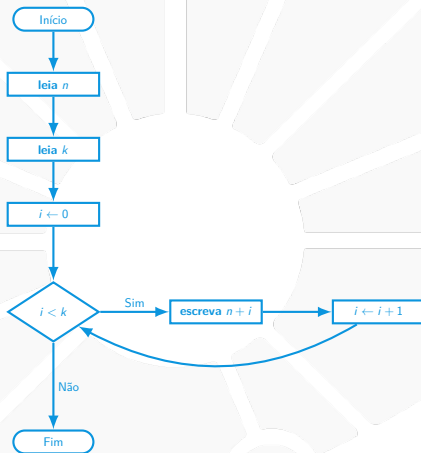 Início
leia n
leia k
i ← 0
i < k
Sim
escreva n + i
i ← i + 1
Não
Fim